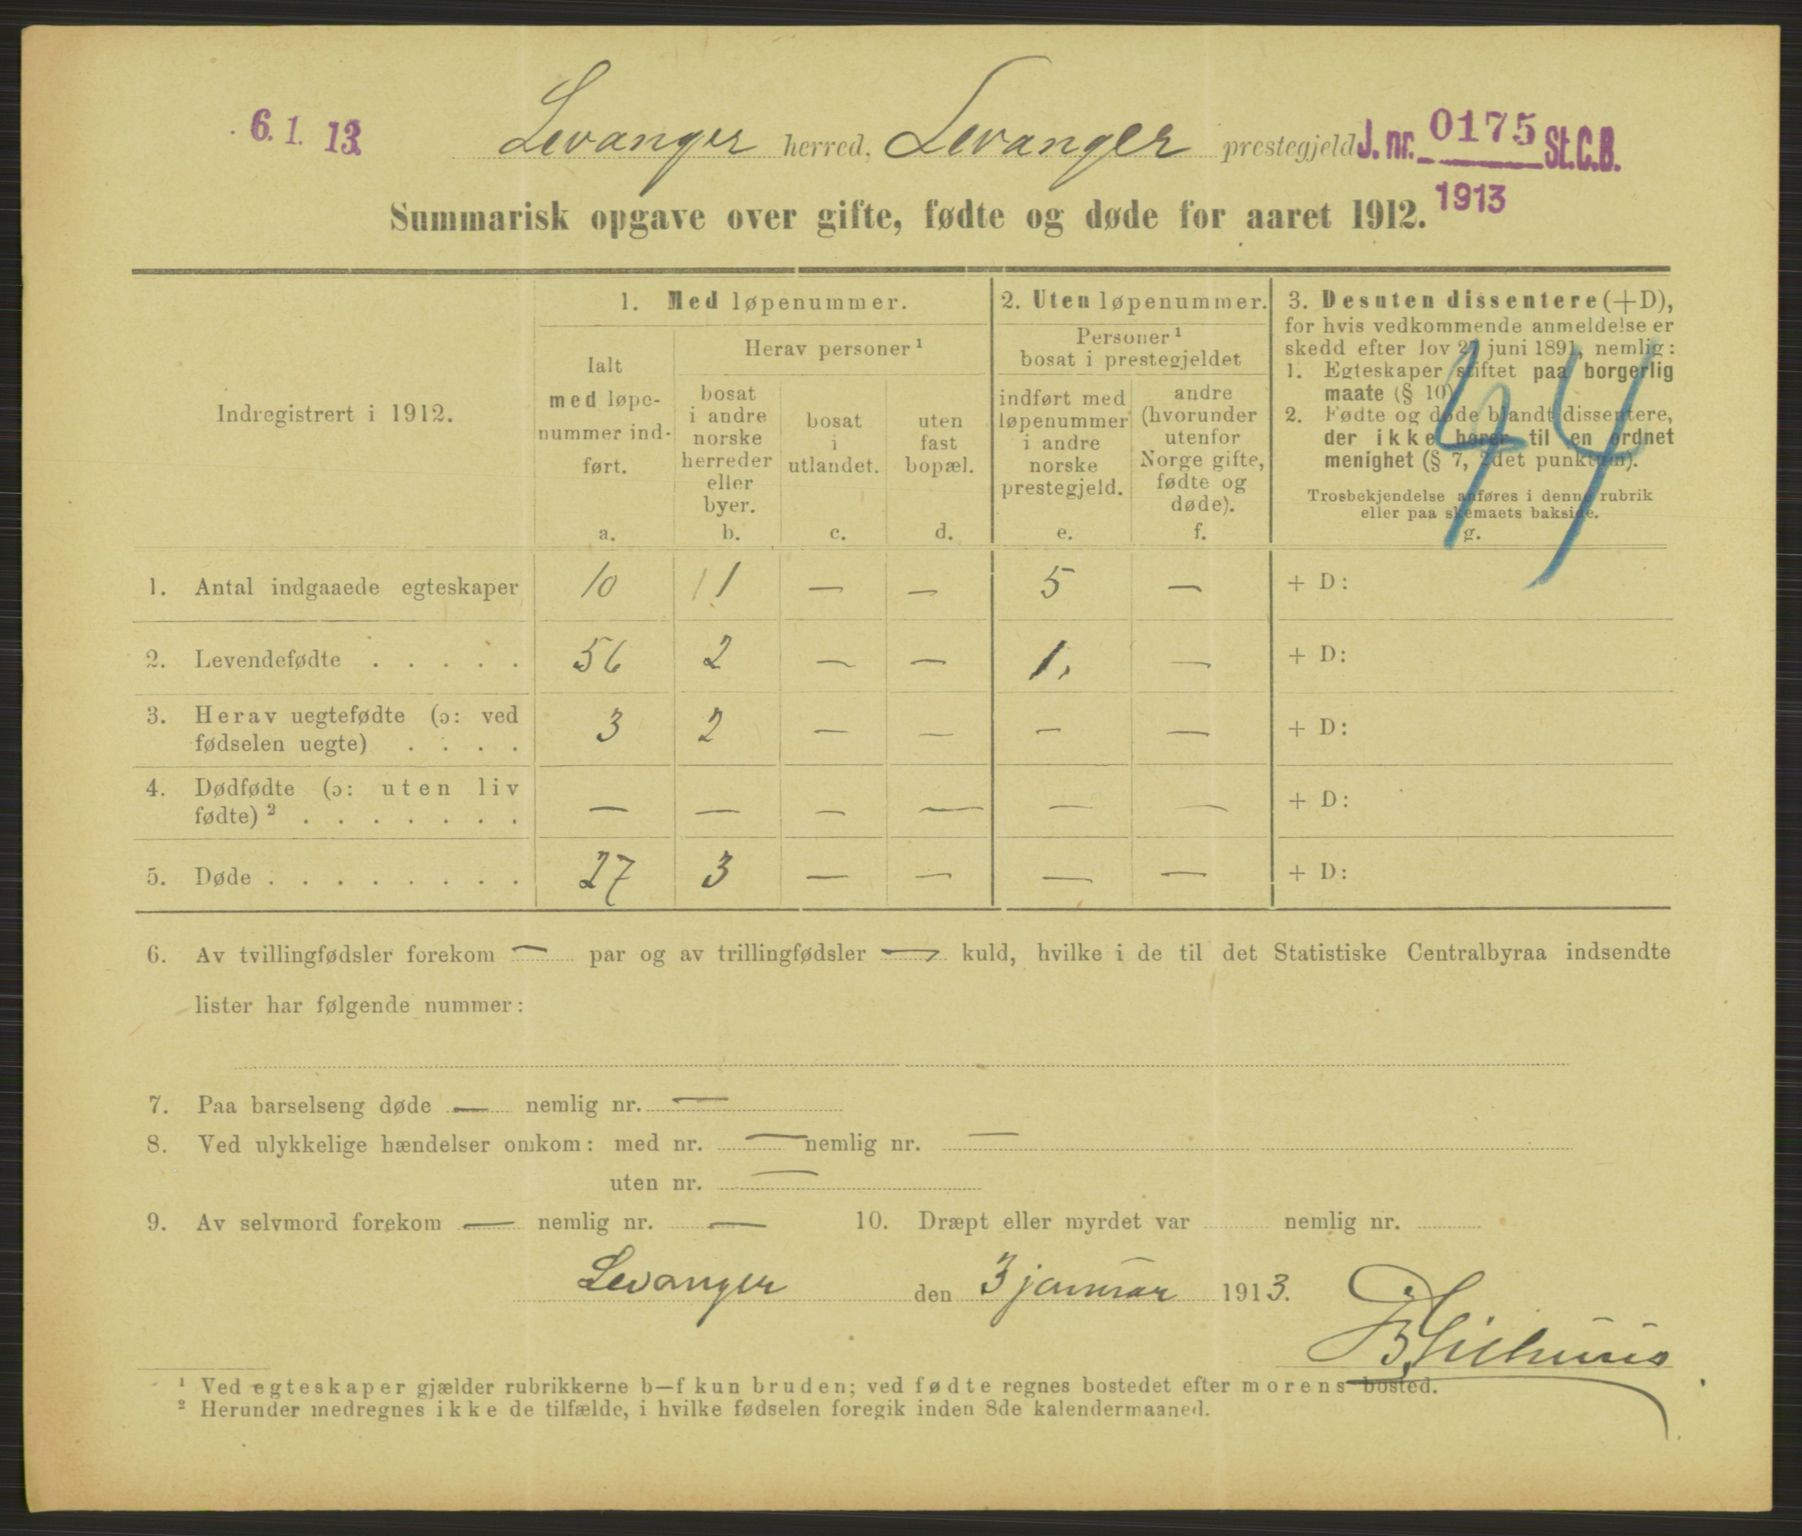 6. 1. 13.
Levanger herred, Levanger prestegjeld J. nr. 0175 St.C.B.
1913
Summarisk opgave over gifte, fødte og døde for aaret 1912.
Indregistrert i 1912.
1. Med løpenummer.
Ialt
med løpe-
nummer ind-
ført.
a.
Herav personer ¹
bosat
i andre
norske
herreder
eller
byer.
b.
bosat
i
utlandet.
c.
uten
fast
bopæl.
d.
2. Uten løpenummer.
Personer ¹
bosat i prestegjeldet
indført med
løpenummer
i andre
norske
prestegjeld.
e.
andre
(hvorunder
utenfor
Norge gifte,
fødte og
døde).
f.
3. Desuten dissentere (+D),
for hvis vedkommende anmeldelse er
skedd efter lov 27 juni 1891, nemlig:
1. Egteskaper stiftet paa borgerlig
maate (§ 10).
2. Fødte og døde blandt dissentere,
der ikke hører til en ordnet
menighet (§ 7, 2det punktum).
Trosbekjendelse anføres i denne rubrik
eller paa skemaets bakside.
g.
44
1. Antal indgaaede egteskaper 10 11 — — 5 — + D:
2. Levendefødte . . . . . 56 2 — — 1. — + D:
3. Herav uegtefødte (ɔ: ved
fødselen uegte) . . . . 3 2 — — — — + D:
4. Dødfødte (ɔ: uten liv
fødte) ² . . . . . . . — — — — — — + D:
5. Døde . . . . . . . . 27 3 — — — — + D:
6. Av tvillingfødsler forekom — par og av trillingfødsler — kuld, hvilke i de til det Statistiske Centralbyraa indsendte
lister har følgende nummer:
7. Paa barselseng døde — nemlig nr. —
8. Ved ulykkelige hændelser omkom: med nr. — nemlig nr. —
uten nr. —
9. Av selvmord forekom — nemlig nr. — 10. Dræpt eller myrdet var nemlig nr.
Levanger den 3 januar 1913.
¹ Ved egteskaper gjælder rubrikkerne b—f kun bruden; ved fødte regnes bostedet efter morens bosted.
² Herunder medregnes ikke de tilfælde, i hvilke fødselen foregik inden 8de kalendermaaned.